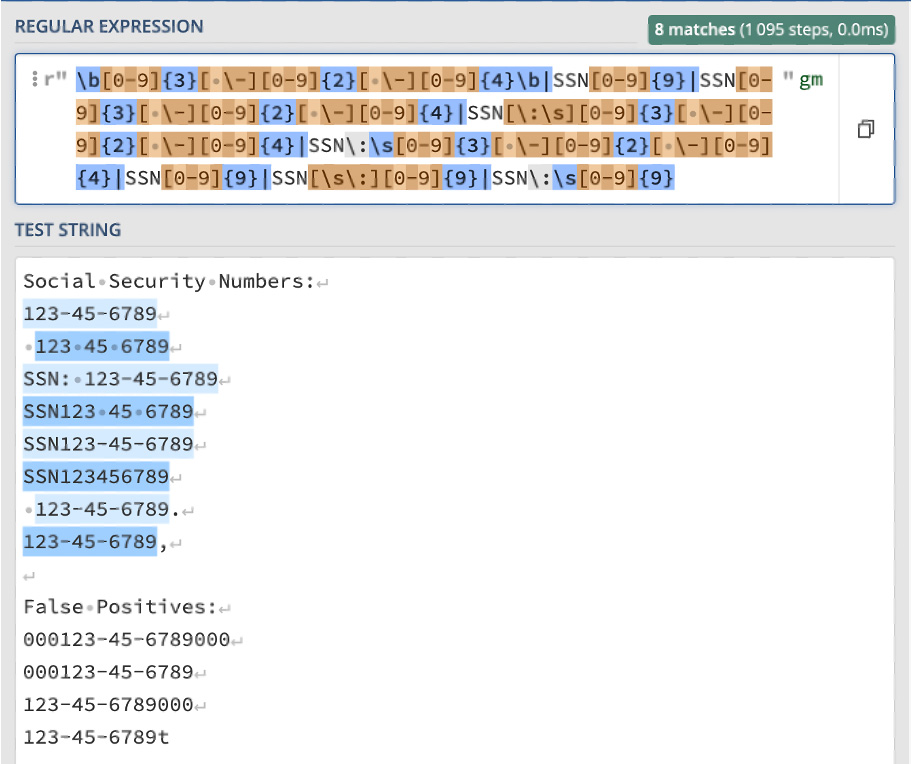 REGULAR EXPRESSION
8 matches (1 095 steps, 0.0ms)
r" \b[0-9]{3}[ \-][0-9]{2}[ \-][0-9]{4}\b|SSN[0-9]{9}|SSN[0- " gm
9]{3}[ \-][0-9]{2}[ \-][0-9]{4}|SSN[\:\s][0-9]{3}[ \-][0-
9]{2}[ \-][0-9]{4}|SSN\:\s[0-9]{3}[ \-][0-9]{2}[ \-][0-9]
{4}|SSN[0-9]{9}|SSN[\s\:][0-9]{9}|SSN\:\s[0-9]{9}
TEST STRING
Social•Security•Numbers:↵
123-45-6789↵
•123•45•6789↵
SSN:•123-45-6789↵
SSN123•45•6789↵
SSN123-45-6789↵
SSN123456789↵
•123-45-6789.↵
123-45-6789,↵
↵
False•Positives:↵
000123-45-6789000↵
000123-45-6789↵
123-45-6789000↵
123-45-6789t